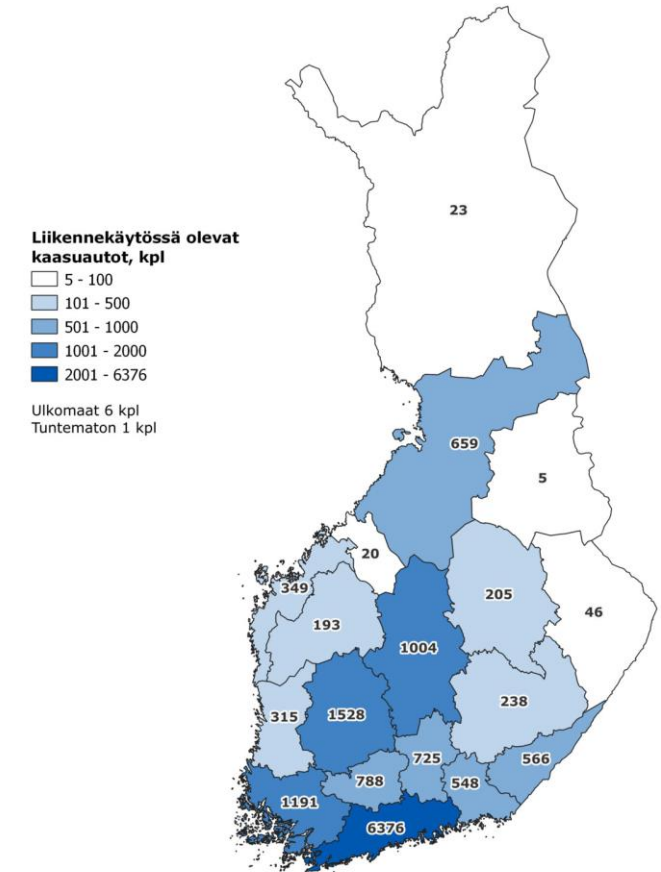 23
Liikennekäytössä olevat
kaasuautot, kpl
5 - 100
101 - 500
501 - 1000
1001 - 2000
2001 - 6376
Ulkomaat 6 kpl
Tuntematon 1 kpl
659
5
20
349
205
46
193
1004
238
315
1528
725
566
788
548
1191
6376